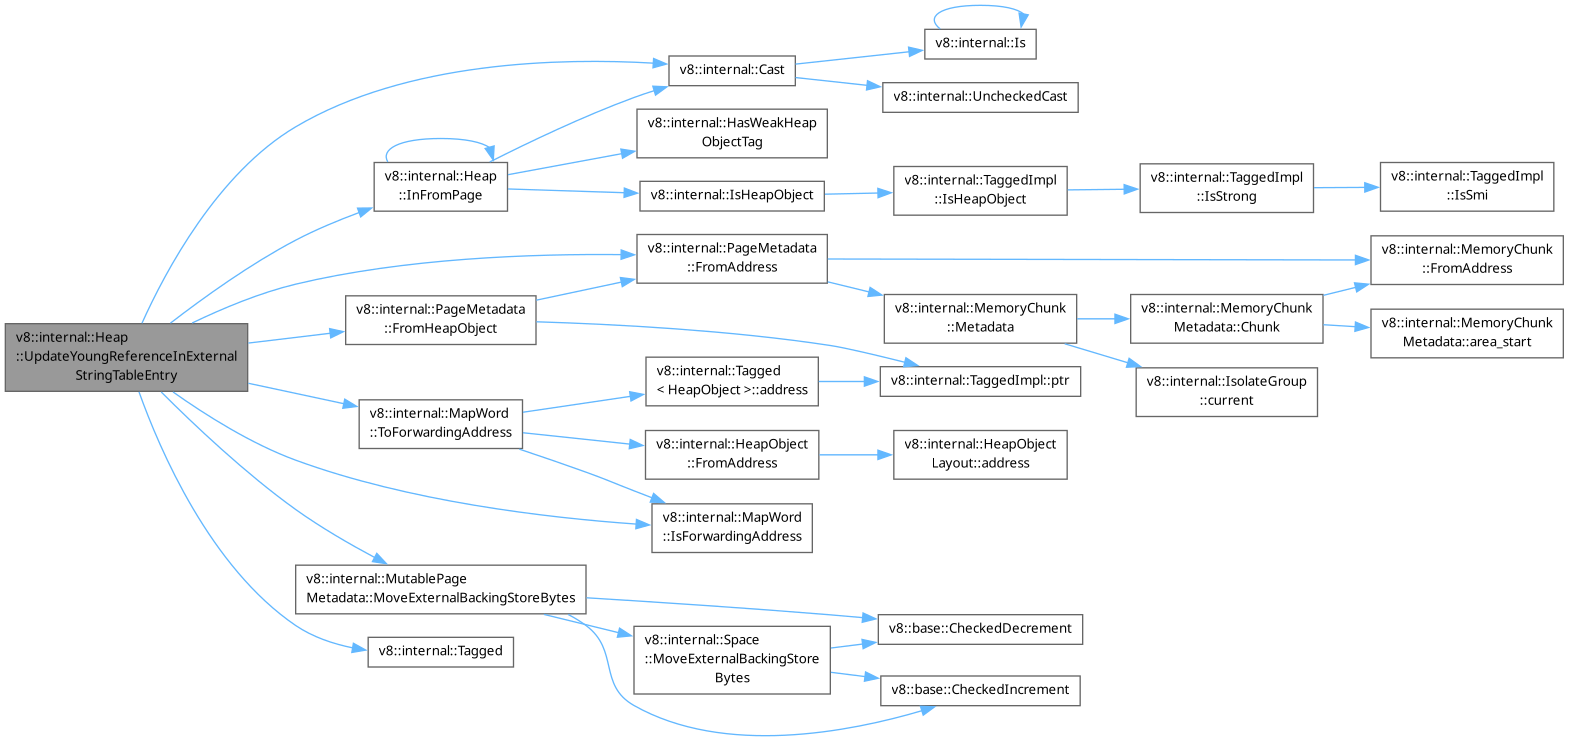 v8::internal::Heap
::UpdateYoungReferenceInExternal
StringTableEntry
v8::internal::Cast
v8::internal::Is
v8::internal::UncheckedCast
v8::internal::Heap
::InFromPage
v8::internal::HasWeakHeap
ObjectTag
v8::internal::IsHeapObject
v8::internal::TaggedImpl
::IsHeapObject
v8::internal::TaggedImpl
::IsStrong
v8::internal::TaggedImpl
::IsSmi
v8::internal::PageMetadata
::FromAddress
v8::internal::MemoryChunk
::FromAddress
v8::internal::MemoryChunk
::Metadata
v8::internal::MemoryChunk
Metadata::Chunk
v8::internal::MemoryChunk
Metadata::area_start
v8::internal::IsolateGroup
::current
v8::internal::PageMetadata
::FromHeapObject
v8::internal::TaggedImpl::ptr
v8::internal::MapWord
::ToForwardingAddress
v8::internal::Tagged
< HeapObject >::address
v8::internal::HeapObject
::FromAddress
v8::internal::HeapObject
Layout::address
v8::internal::MapWord
::IsForwardingAddress
v8::internal::MutablePage
Metadata::MoveExternalBackingStoreBytes
v8::internal::Space
::MoveExternalBackingStore
Bytes
v8::base::CheckedDecrement
v8::base::CheckedIncrement
v8::internal::Tagged